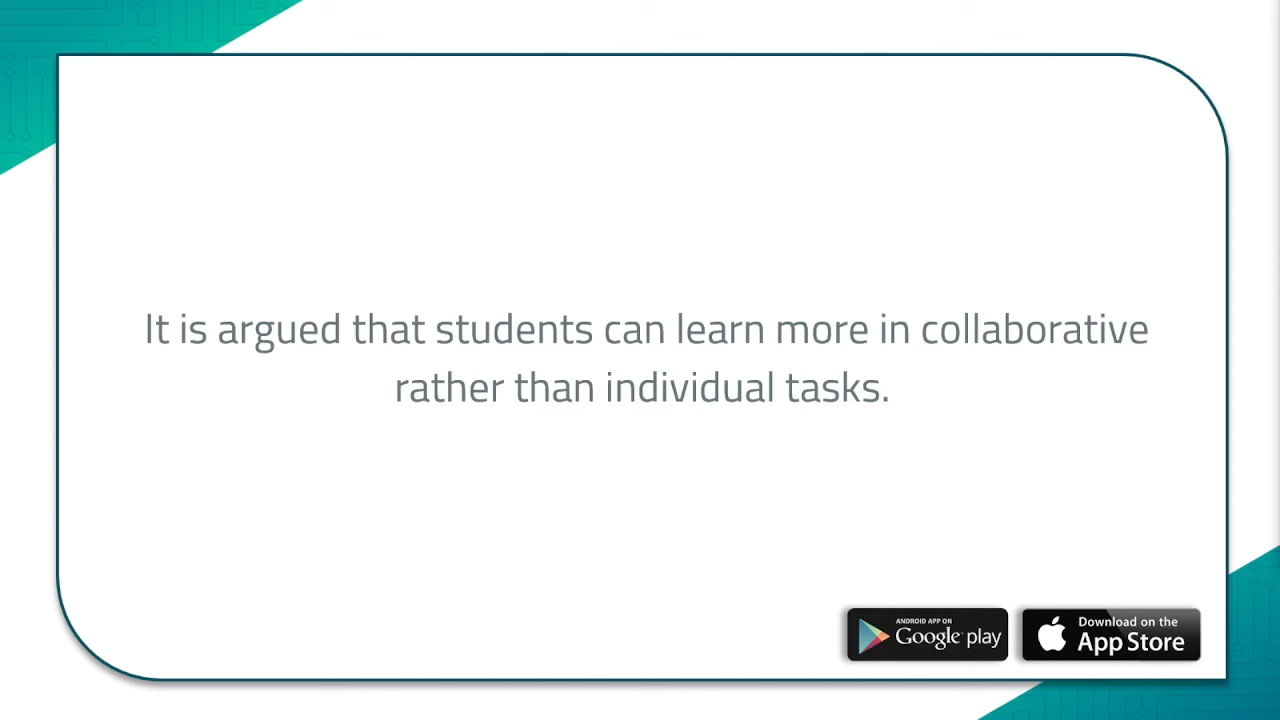 It is argued that students can learn more in collaborative
rather than individual tasks.
ANDROID APP ON
Google play
Download on the
App Store